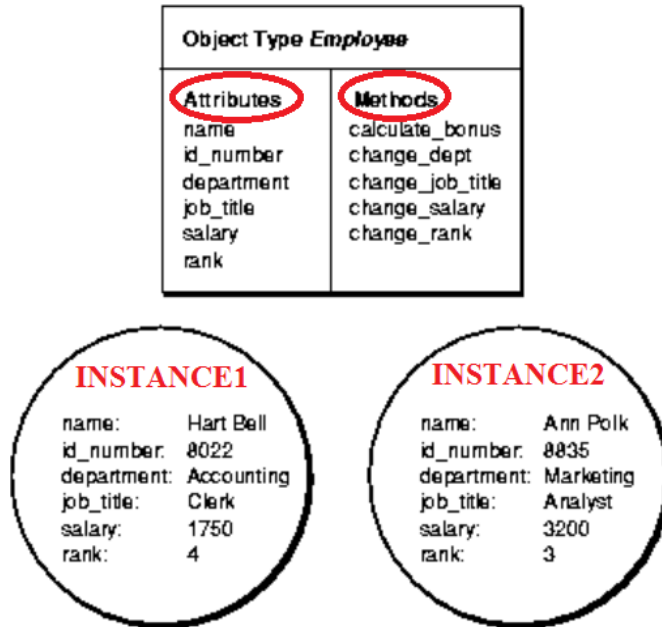 Object Type Employee
Attributes
name
id_number
department
job_title
salary
rank
Methods
calculate_bonus
change_dept
change_job_title
change_salary
change_rank
INSTANCE1
name: Hart Bell
id_number: 8022
department: Accounting
job_title: Clerk
salary: 1750
rank: 4
INSTANCE2
name: Ann Polk
id_number: 8835
department: Marketing
job_title: Analyst
salary: 3200
rank: 3